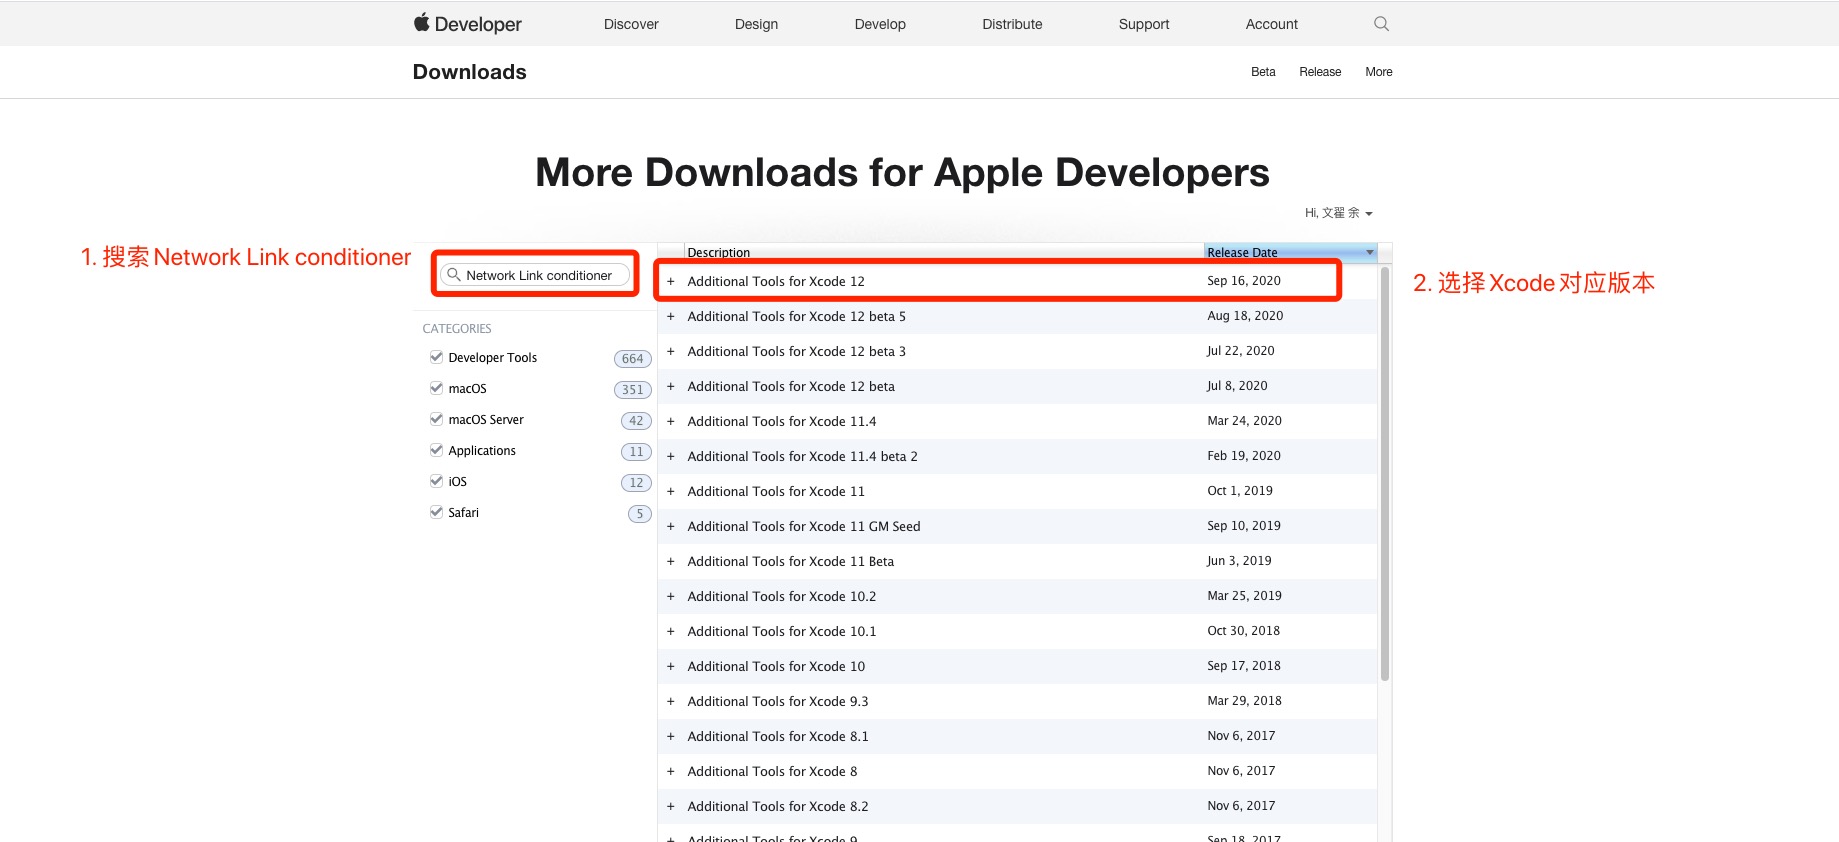 Developer Discover Design Develop Distribute Support Account
Downloads Beta Release More
More Downloads for Apple Developers
Hi, 文翟 余
1. 搜索Network Link conditioner
Network Link conditioner
2. 选择Xcode对应版本
CATEGORIES
Developer Tools 664
macOS 351
macOS Server 42
Applications 11
iOS 12
Safari 5
Description Release Date
+ Additional Tools for Xcode 12 Sep 16, 2020
+ Additional Tools for Xcode 12 beta 5 Aug 18, 2020
+ Additional Tools for Xcode 12 beta 3 Jul 22, 2020
+ Additional Tools for Xcode 12 beta Jul 8, 2020
+ Additional Tools for Xcode 11.4 Mar 24, 2020
+ Additional Tools for Xcode 11.4 beta 2 Feb 19, 2020
+ Additional Tools for Xcode 11 Oct 1, 2019
+ Additional Tools for Xcode 11 GM Seed Sep 10, 2019
+ Additional Tools for Xcode 11 Beta Jun 3, 2019
+ Additional Tools for Xcode 10.2 Mar 25, 2019
+ Additional Tools for Xcode 10.1 Oct 30, 2018
+ Additional Tools for Xcode 10 Sep 17, 2018
+ Additional Tools for Xcode 9.3 Mar 29, 2018
+ Additional Tools for Xcode 8.1 Nov 6, 2017
+ Additional Tools for Xcode 8 Nov 6, 2017
+ Additional Tools for Xcode 8.2 Nov 6, 2017
+ Additional Tools for Xcode 9 Sep 18, 2017